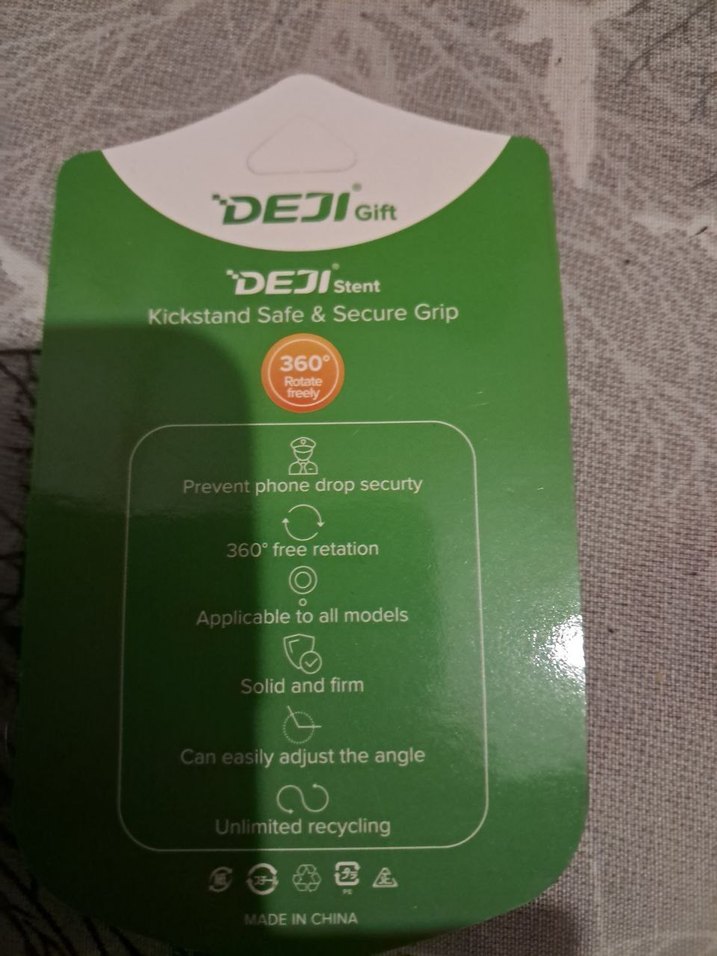 DEJI® Gift
DEJI® Stent
Kickstand Safe & Secure Grip
360°
Rotate
freely
Prevent phone drop securty
360° free retation
Applicable to all models
Solid and firm
Can easily adjust the angle
Unlimited recycling
PE
MADE IN CHINA